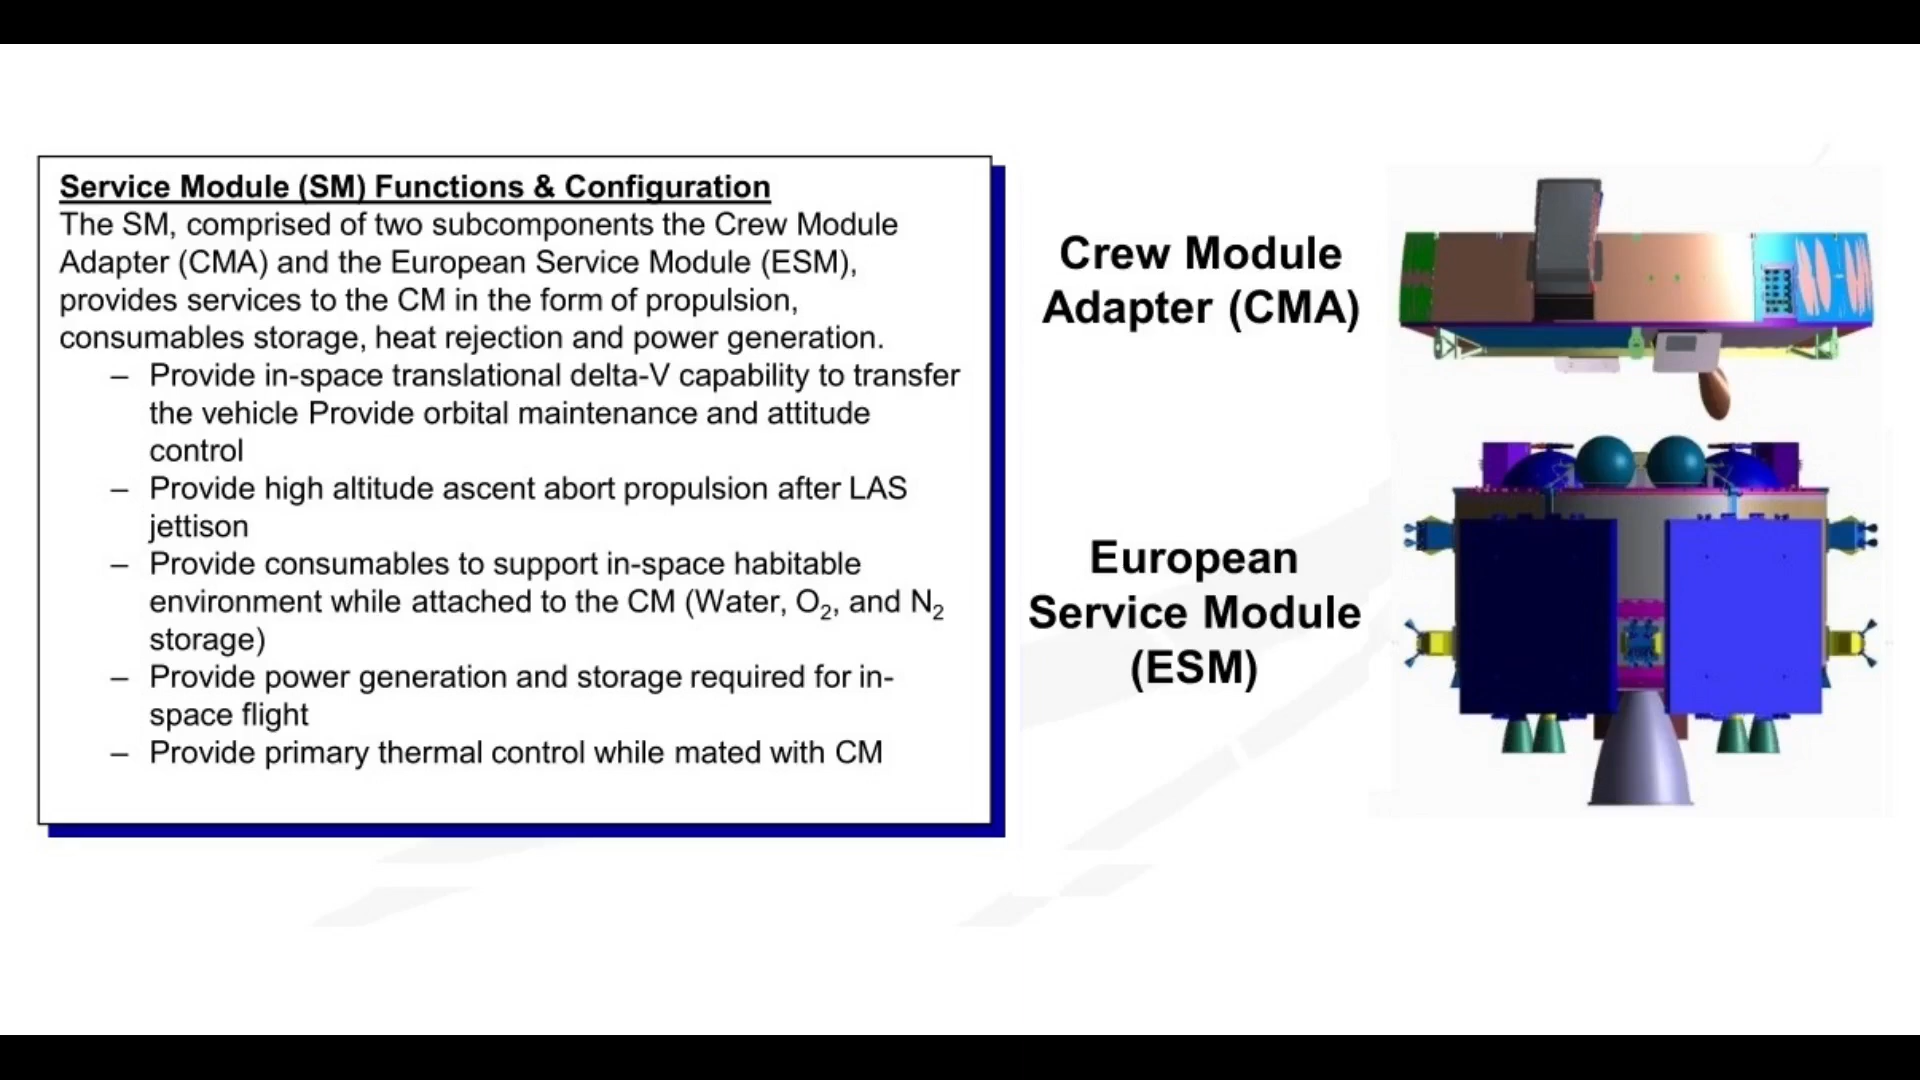 Service Module (SM) Functions & Configuration
The SM, comprised of two subcomponents the Crew Module
Adapter (CMA) and the European Service Module (ESM),
provides services to the CM in the form of propulsion,
consumables storage, heat rejection and power generation.
– Provide in-space translational delta-V capability to transfer
the vehicle Provide orbital maintenance and attitude
control
– Provide high altitude ascent abort propulsion after LAS
jettison
– Provide consumables to support in-space habitable
environment while attached to the CM (Water, O₂, and N₂
storage)
– Provide power generation and storage required for in-
space flight
– Provide primary thermal control while mated with CM
Crew Module
Adapter (CMA)
European
Service Module
(ESM)